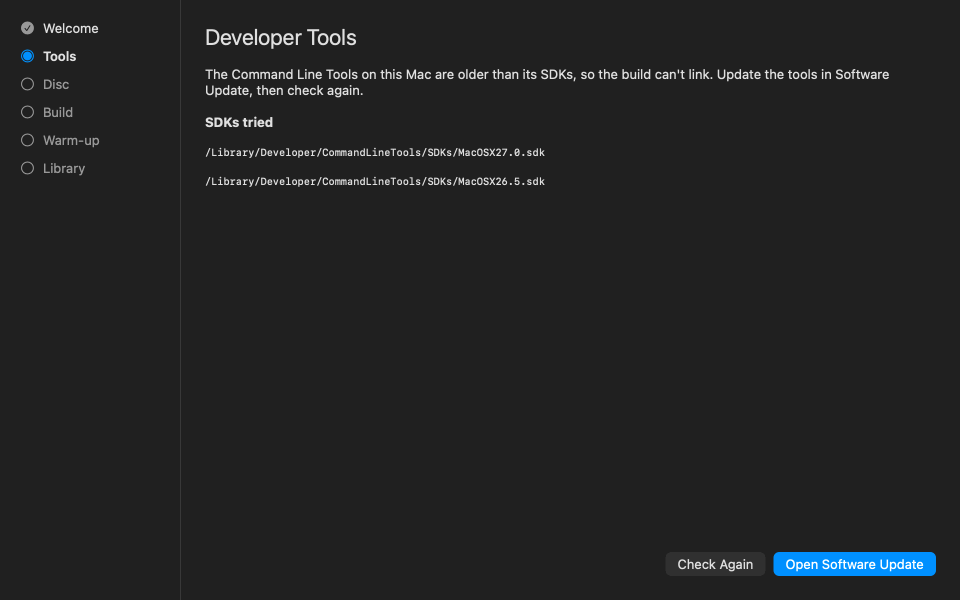 Welcome
Tools
Disc
Build
Warm-up
Library
Developer Tools
The Command Line Tools on this Mac are older than its SDKs, so the build can't link. Update the tools in Software
Update, then check again.
SDKs tried
/Library/Developer/CommandLineTools/SDKs/MacOSX27.0.sdk
/Library/Developer/CommandLineTools/SDKs/MacOSX26.5.sdk
Check Again
Open Software Update